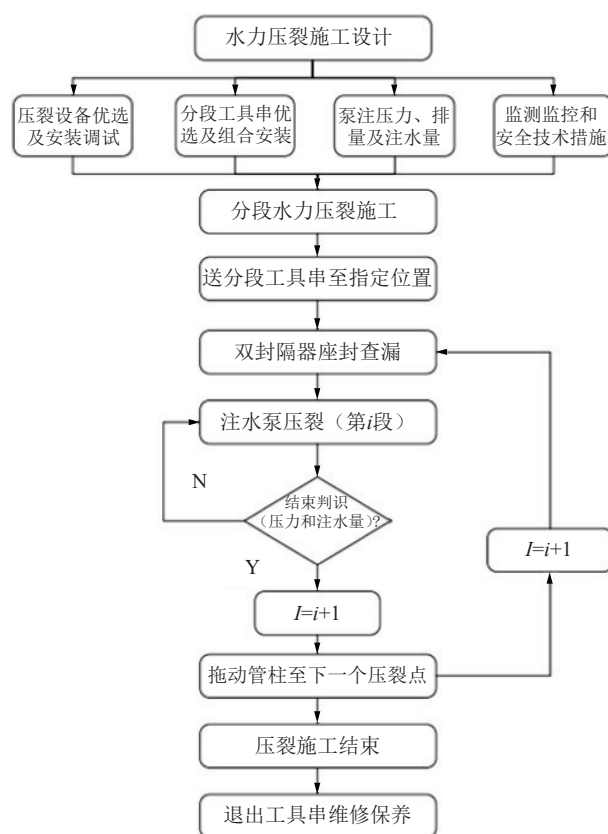 水力压裂施工设计
压裂设备优选
及安装调试
分段工具串优
选及组合安装
泵注压力、排
量及注水量
监测监控和
安全技术措施
分段水力压裂施工
送分段工具串至指定位置
双封隔器座封查漏
注水泵压裂（第i段）
N
结束判识
（压力和注水量）?
Y
I=i+1
I=i+1
拖动管柱至下一个压裂点
压裂施工结束
退出工具串维修保养